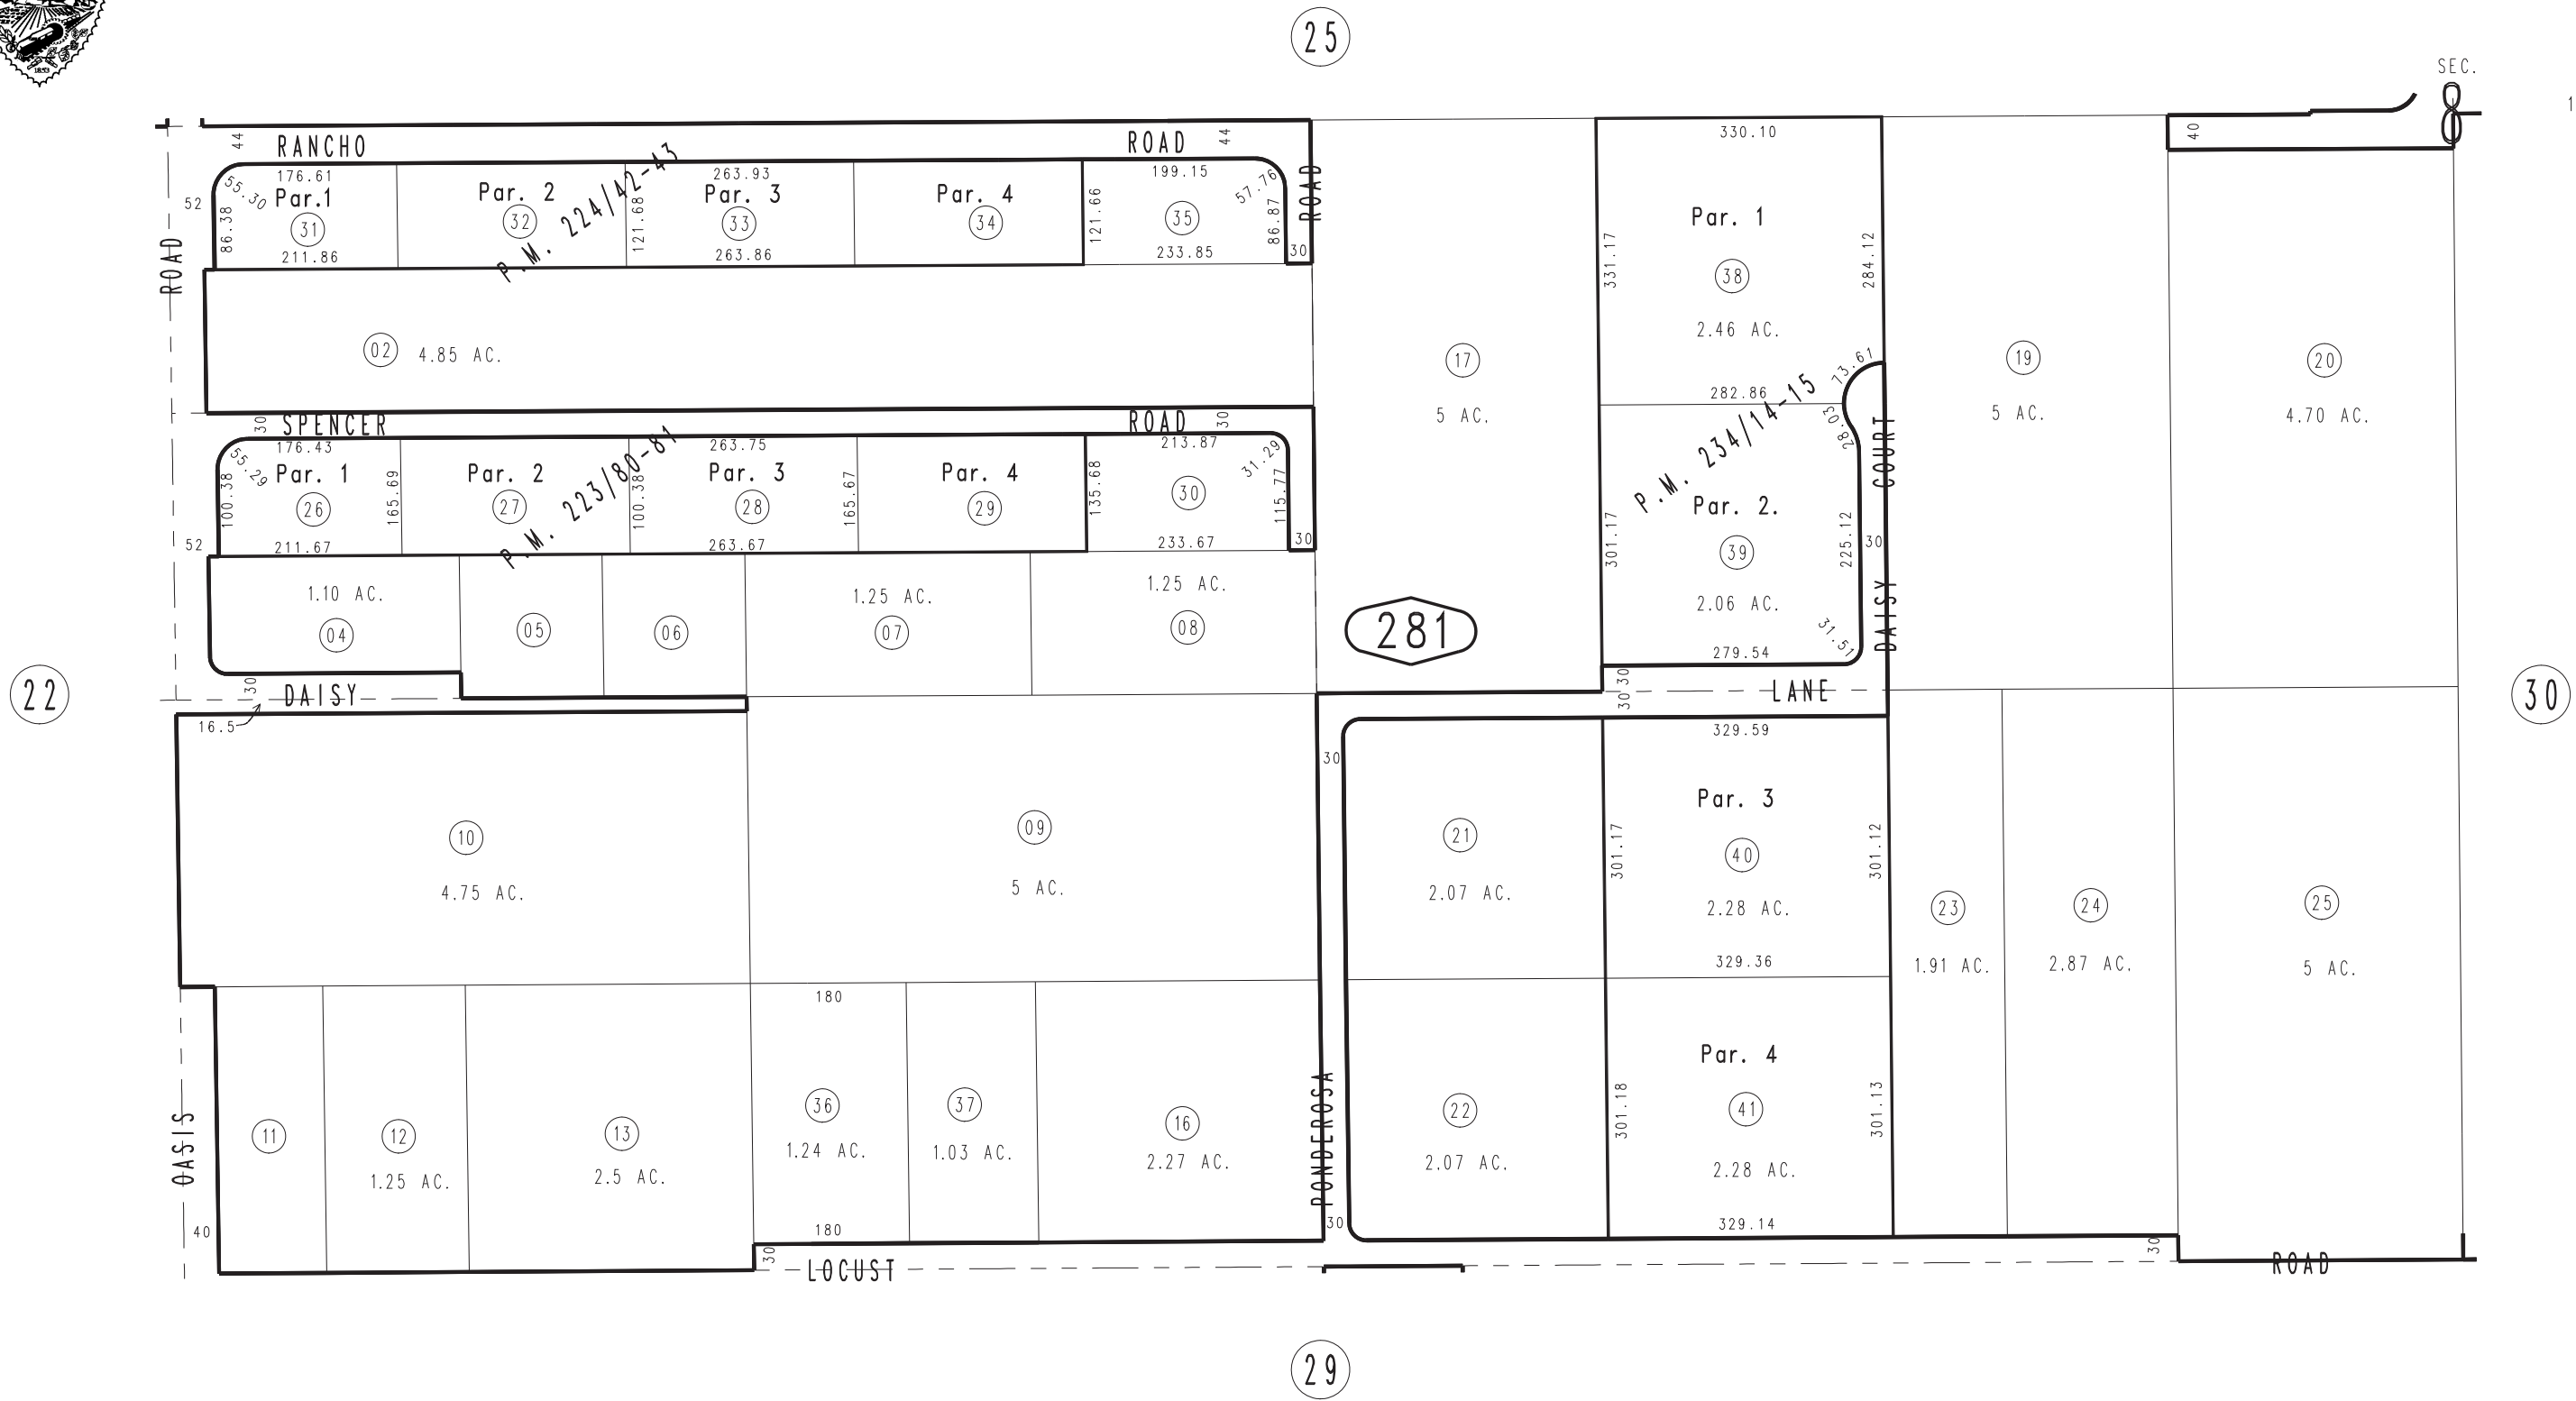 1853
25
SEC.
8
1
RANCHO ROAD
44
44
40
330.10
176.61
263.93
199.15
55.30
Par.1
Par. 2
Par. 3
Par. 4
57.76
ROAD
52
86.38
31
32
121.68
33
34
121.66
35
86.87
211.86
263.86
233.85
30
P.M. 224/42-43
ROAD
Par. 1
331.17
38
284.12
2.46 AC.
02
4.85 AC.
17
5 AC.
19
5 AC.
20
4.70 AC.
73.61
282.86
28.03
P.M. 234/14-15
30
SPENCER ROAD
30
176.43
263.75
213.87
55.29
Par. 1
Par. 2
Par. 3
Par. 4
31.29
100.38
26
165.69
27
100.38
28
165.67
29
135.68
30
115.77
52
211.67
263.67
233.67
30
P.M. 223/80-81
COURT
Par. 2.
301.17
39
225.12
30
2.06 AC.
DAISY
31.51
279.54
1.10 AC.
04
05
06
1.25 AC.
07
1.25 AC.
08
281
22
30
DAISY
16.5
30
30
LANE
30
329.59
30
10
4.75 AC.
09
5 AC.
21
2.07 AC.
Par. 3
301.17
40
301.12
2.28 AC.
329.36
23
1.91 AC.
24
2.87 AC.
25
5 AC.
180
OASIS
11
12
1.25 AC.
13
2.5 AC.
36
1.24 AC.
37
1.03 AC.
16
2.27 AC.
PONDEROSA
22
2.07 AC.
Par. 4
301.18
41
301.13
2.28 AC.
329.14
40
180
30
30
30
LOCUST ROAD
29